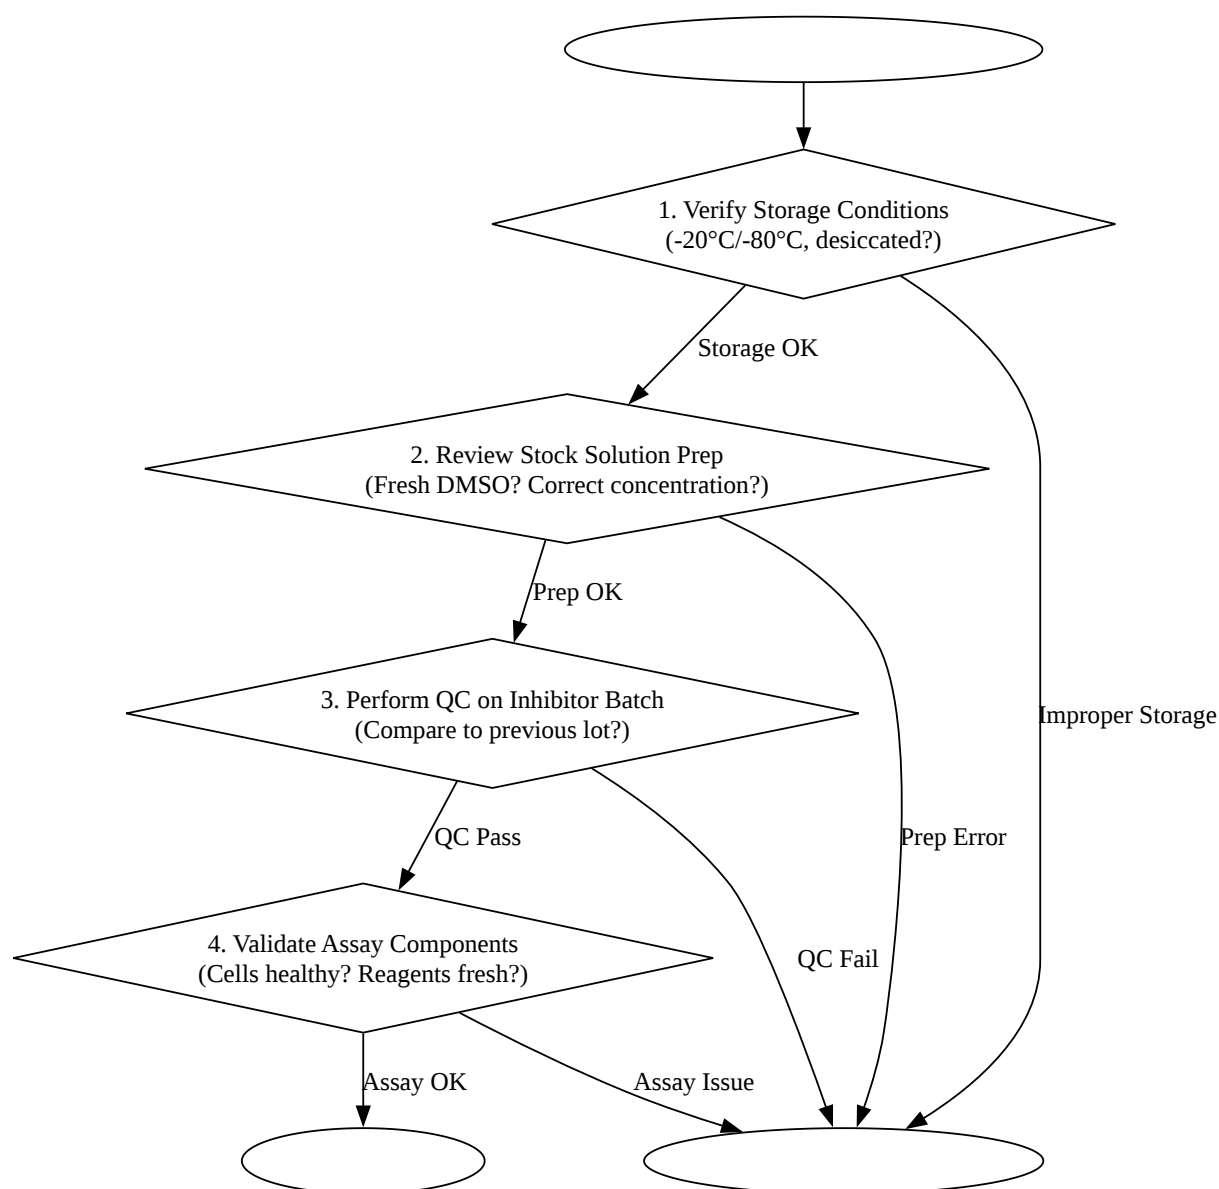 1. Verify Storage Conditions
(-20°C/-80°C, desiccated?)
Storage OK
2. Review Stock Solution Prep
(Fresh DMSO? Correct concentration?)
Prep OK
3. Perform QC on Inhibitor Batch
(Compare to previous lot?)
Improper Storage
QC Pass
Prep Error
4. Validate Assay Components
(Cells healthy? Reagents fresh?)
QC Fail
Assay OK
Assay Issue